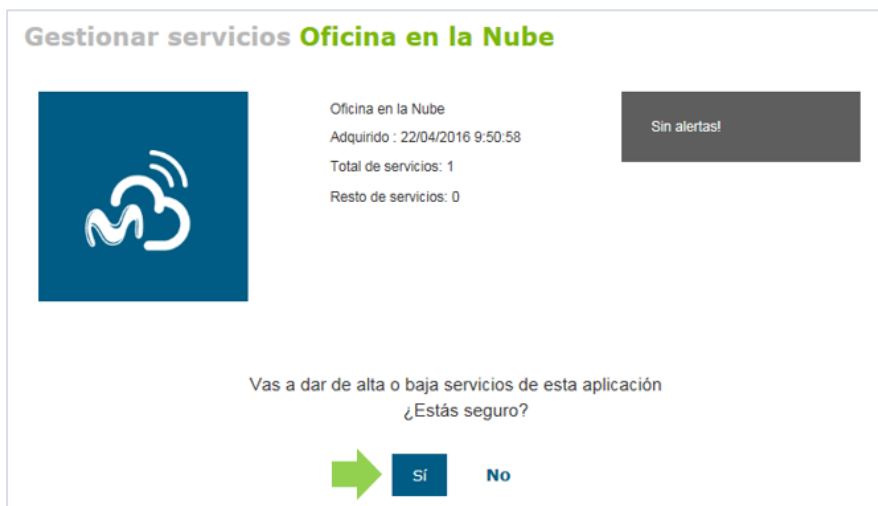 Gestionar servicios Oficina en la Nube
Oficina en la Nube
Adquirido : 22/04/2016 9:50:58
Total de servicios: 1
Resto de servicios: 0
Sin alertas!
Vas a dar de alta o baja servicios de esta aplicación
¿Estás seguro?
Sí No